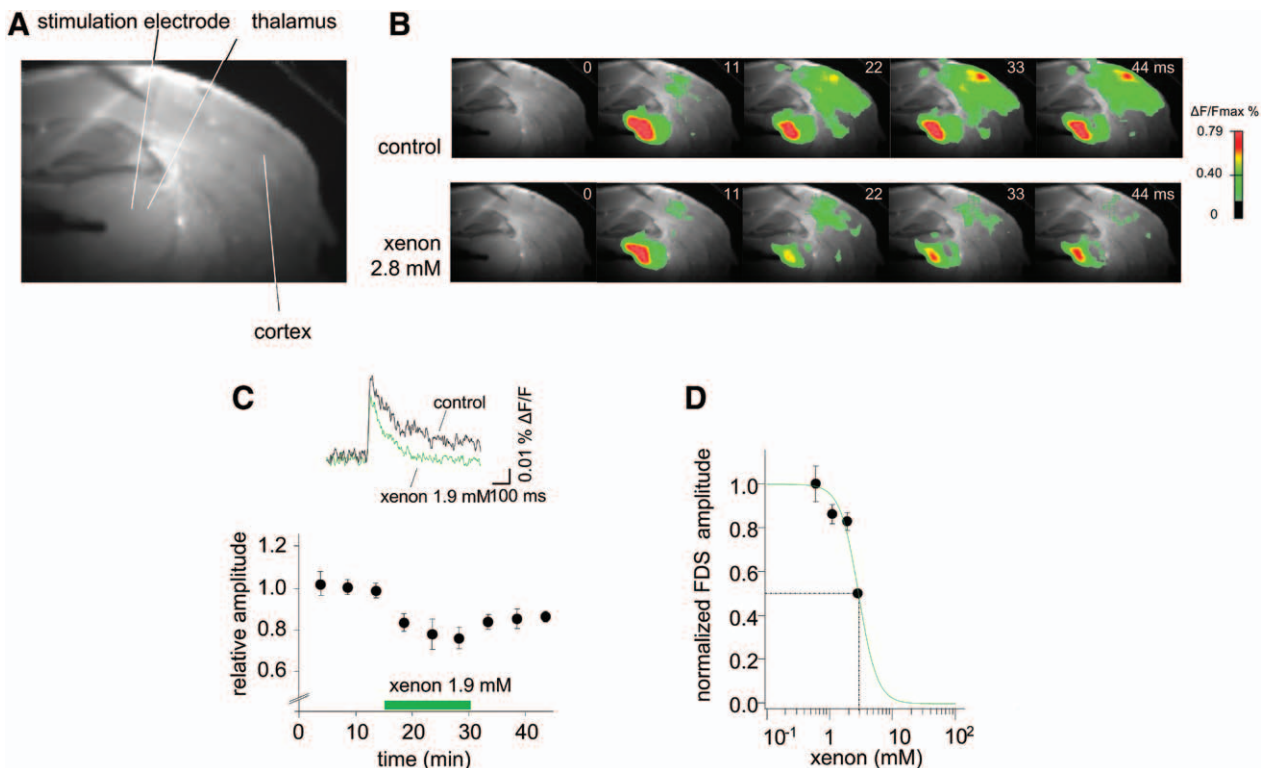 A
stimulation electrode
thalamus
cortex
B
control
0
11
22
33
44 ms
xenon
2.8 mM
0
11
22
33
44 ms
ΔF/Fmax %
0.79
0.40
0
C
control
xenon 1.9 mM
100 ms
0.01 % ΔF/F
relative amplitude
1.2
1.0
0.8
0.6
xenon 1.9 mM
0
10
20
30
40
time (min)
D
normalized FDS amplitude
1.0
0.8
0.6
0.4
0.2
0.0
10⁻¹
1
10
10²
xenon (mM)